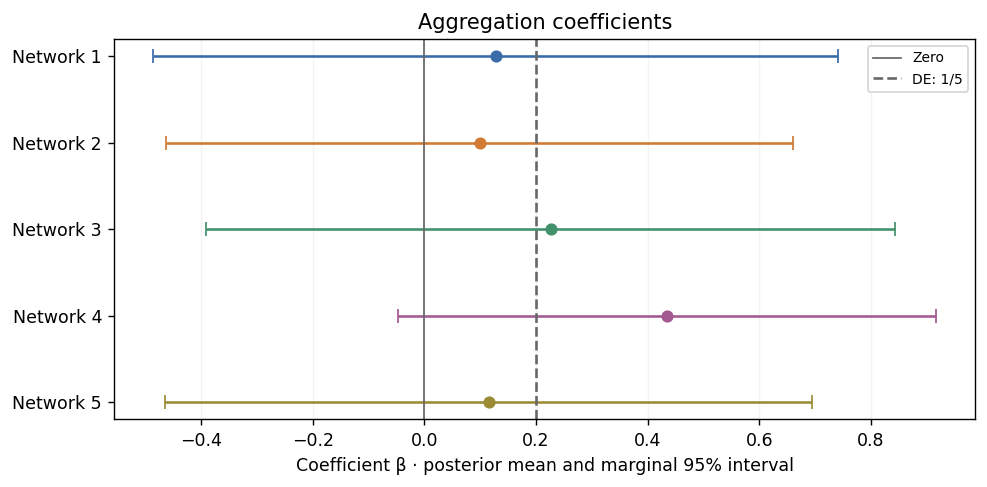 Aggregation coefficients
Network 1
Network 2
Network 3
Network 4
Network 5
Zero
DE: 1/5
−0.4 −0.2 0.0 0.2 0.4 0.6 0.8
Coefficient β · posterior mean and marginal 95% interval